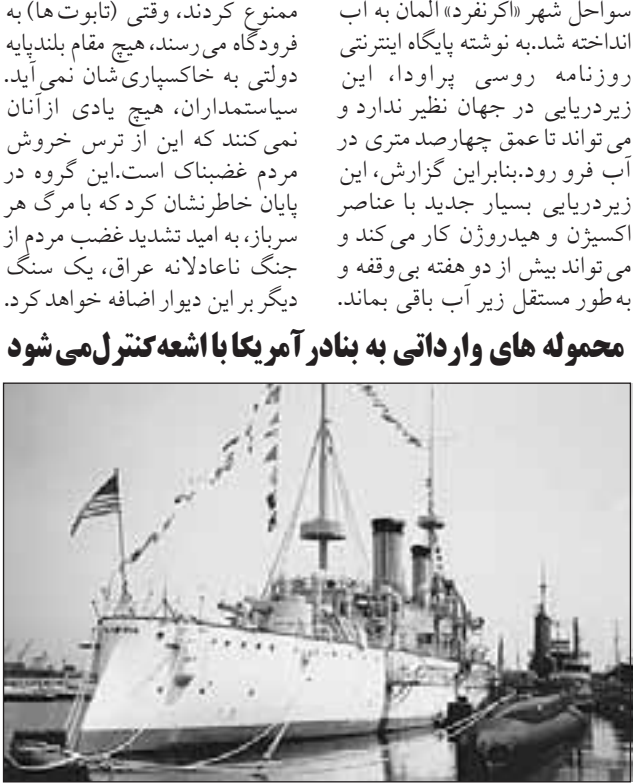 سواحل شهر «اکرنفرد» آلمان به آب
انداخته شد.به نوشته پایگاه اینترنتی
روزنامه روسی پراودا، این
زیردریایی در جهان نظیر ندارد و
می تواند تا عمق چهارصد متری در
آب فرو رود.بنابراین گزارش، این
زیردریایی بسیار جدید با عناصر
اکسیژن و هیدروژن کار می کند و
می تواند بیش از دو هفته بی وقفه و
به طور مستقل زیر آب باقی بماند.
ممنوع کردند، وقتی (تابوت ها) به
فرودگاه می رسند، هیچ مقام بلندپایه
دولتی به خاکسپاری شان نمی آید.
سیاستمداران، هیچ یادی ازآنان
نمی کنند که این از ترس خروش
مردم غضبناک است.این گروه در
پایان خاطرنشان کرد که با مرگ هر
سرباز، به امید تشدید غضب مردم از
جنگ ناعادلانه عراق، یک سنگ
دیگر بر این دیوار اضافه خواهد کرد.
محموله های وارداتی به بنادر آمریکا با اشعه کنترل می شود